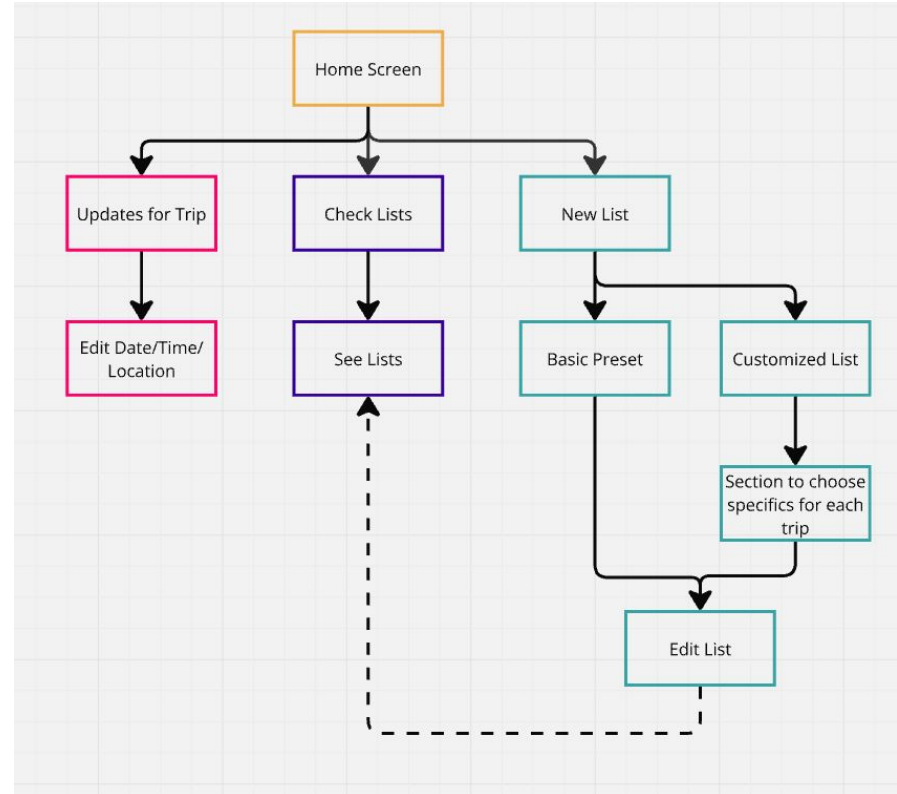 Home Screen
Updates for Trip
Check Lists
New List
Edit Date/Time/
Location
See Lists
Basic Preset
Customized List
Section to choose
specifics for each
trip
Edit List